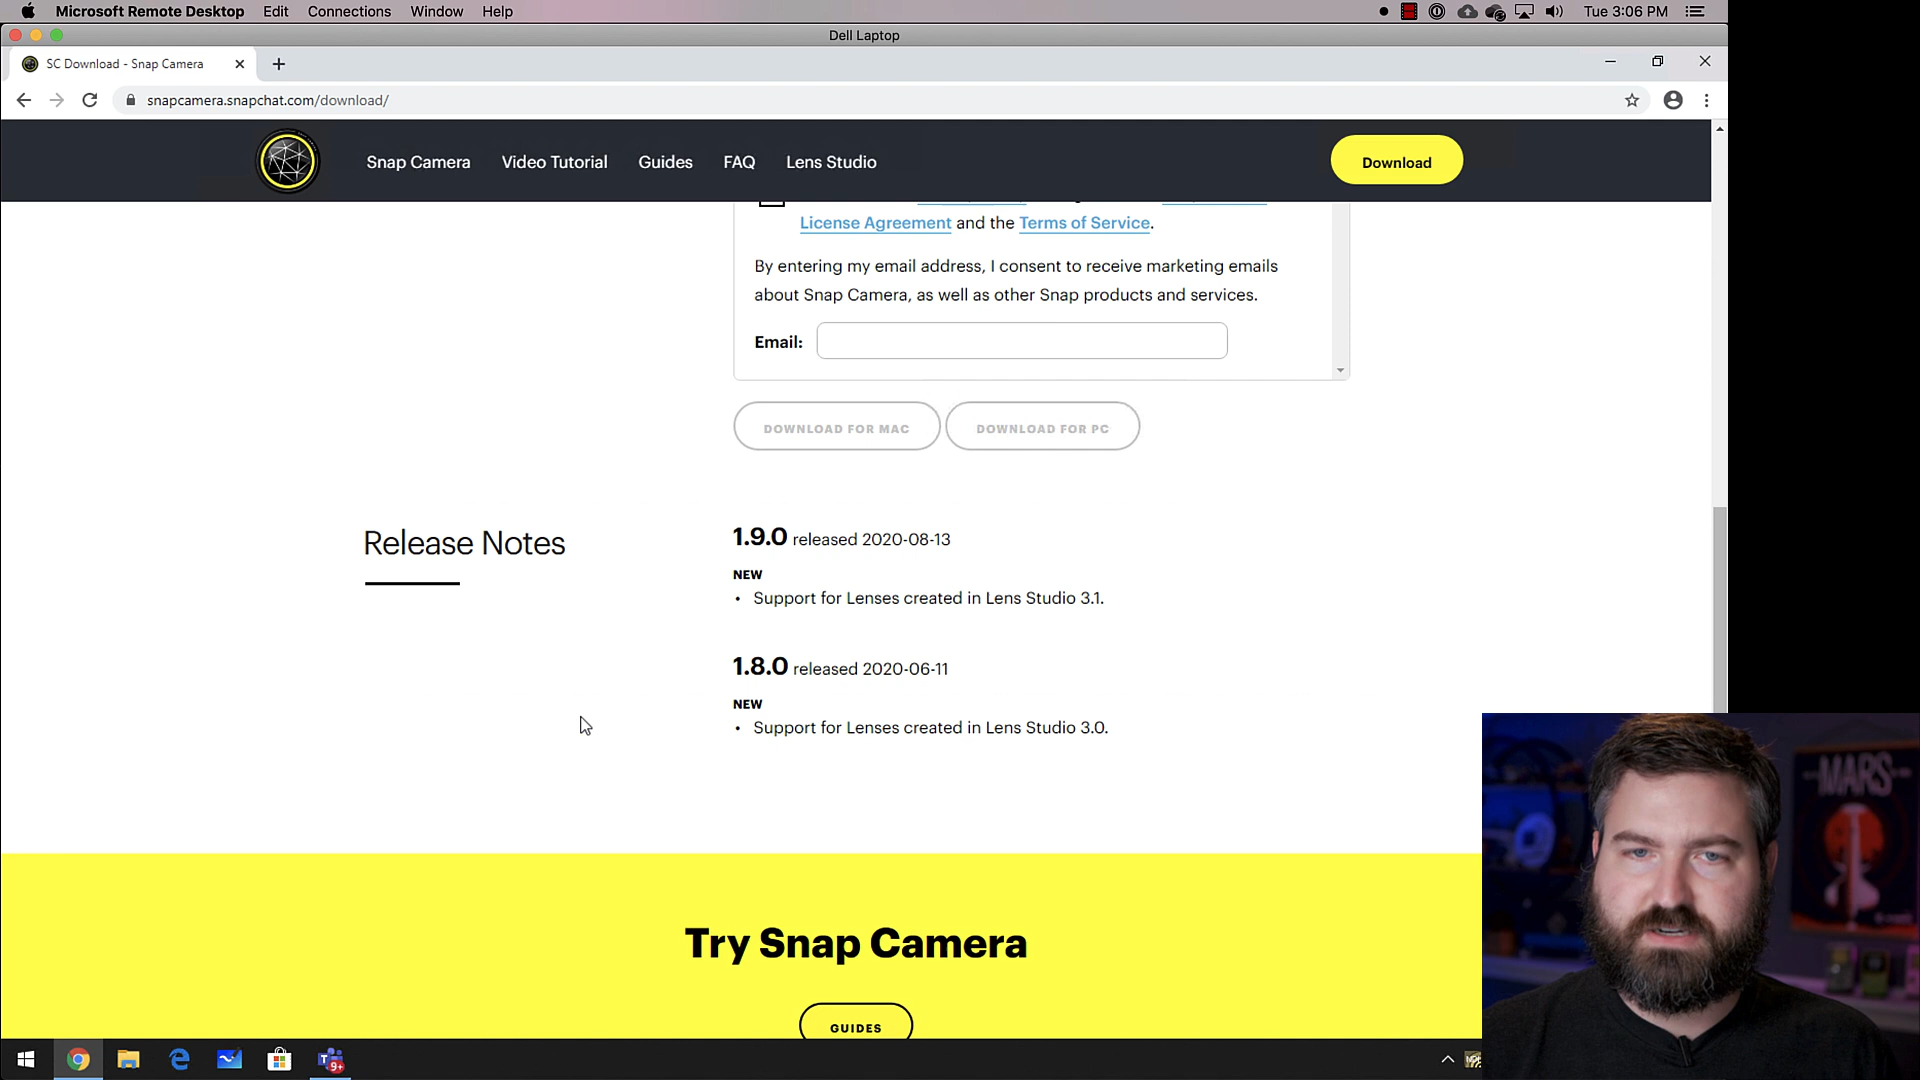 Microsoft Remote Desktop Edit Connections Window Help Tue 3:06 PM
Dell Laptop
SC Download - Snap Camera
snapcamera.snapchat.com/download/
Snap Camera Video Tutorial Guides FAQ Lens Studio Download
License Agreement and the Terms of Service.
By entering my email address, I consent to receive marketing emails
about Snap Camera, as well as other Snap products and services.
Email:
DOWNLOAD FOR MAC DOWNLOAD FOR PC
Release Notes
1.9.0 released 2020-08-13
NEW
• Support for Lenses created in Lens Studio 3.1.
1.8.0 released 2020-06-11
NEW
• Support for Lenses created in Lens Studio 3.0.
MARS
Try Snap Camera
GUIDES
9+